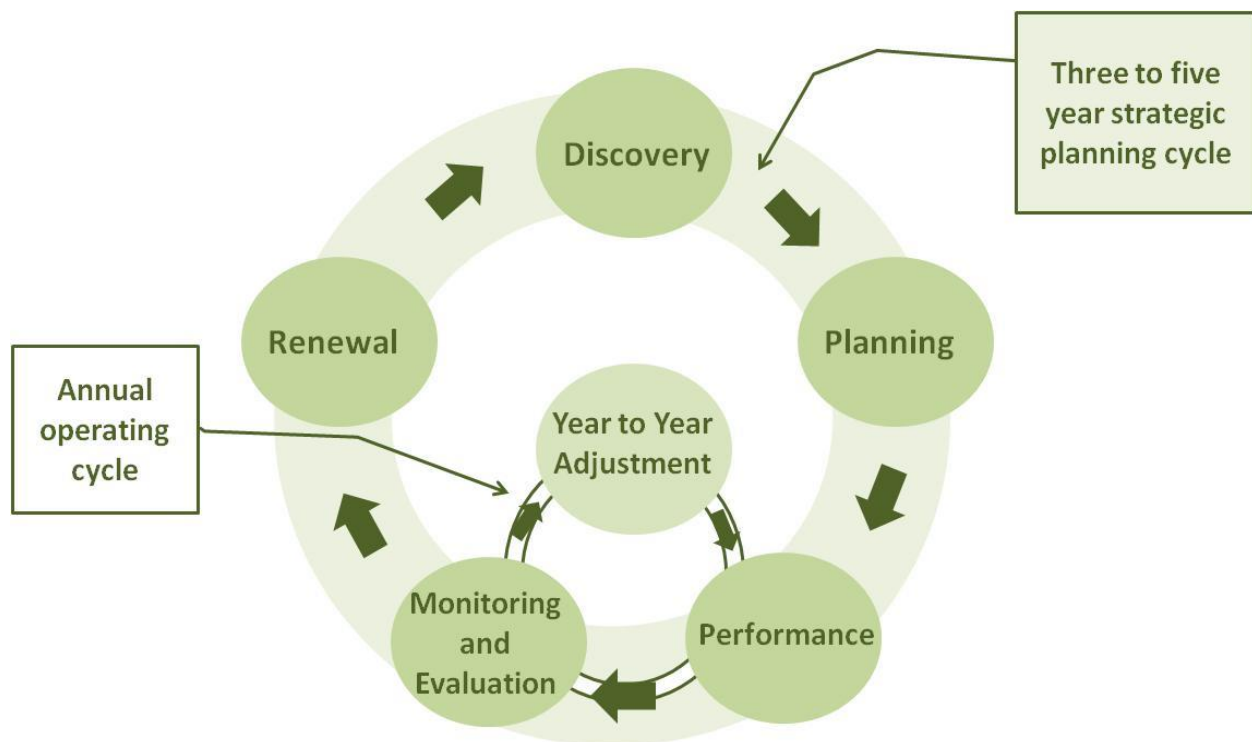 Three to five
year strategic
planning cycle
Discovery
Renewal
Planning
Annual
operating
cycle
Year to Year
Adjustment
Monitoring
and
Evaluation
Performance